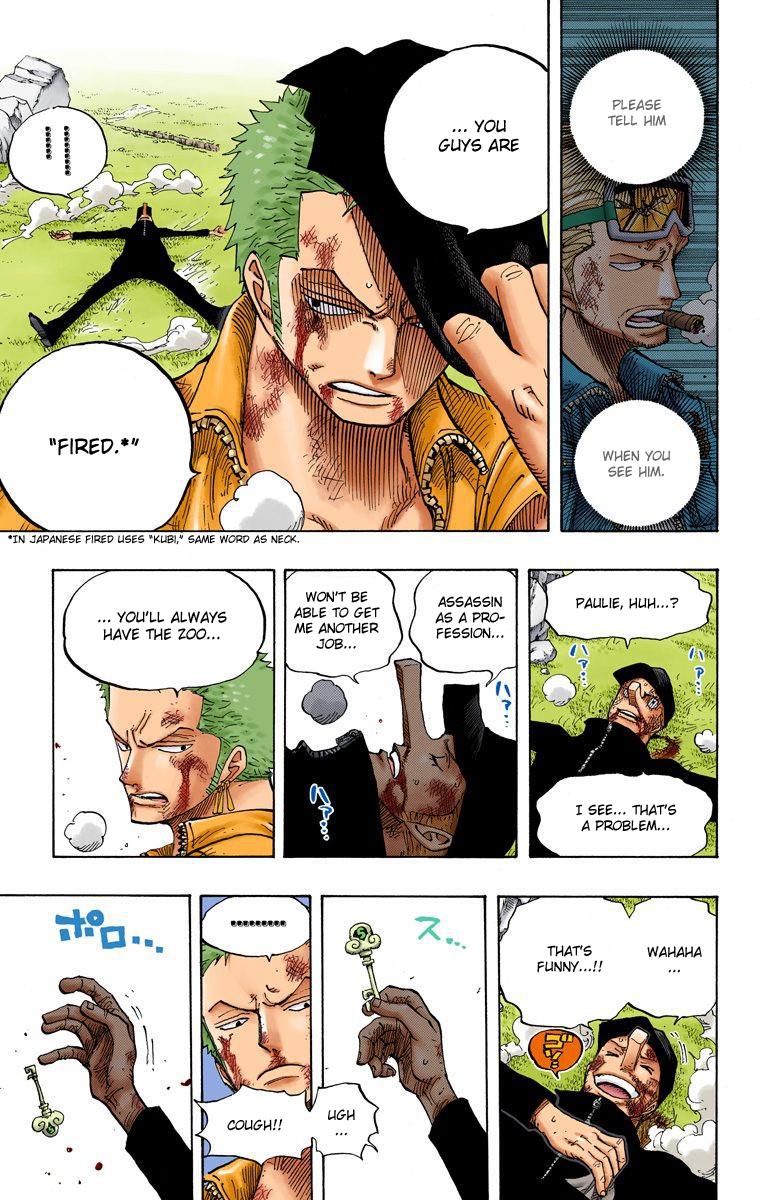 PLEASE
TELL HIM
WHEN YOU
SEE HIM.
... YOU
GUYS ARE
"FIRED.*"
*IN JAPANESE FIRED USES "KUBI," SAME WORD AS NECK.
PAULIE, HUH...?
ハァ…
ハァ…
I SEE... THAT'S
A PROBLEM...
ASSASSIN
AS A PRO-
FESSION...
WON'T BE
ABLE TO GET
ME ANOTHER
JOB...
ハァ…
ハァ…
... YOU'LL ALWAYS
HAVE THE ZOO...
WAHAHA
...
THAT'S
FUNNY...!!
ゴホッ
ス…
UGH
...
.........
COUGH!!
ポロ…